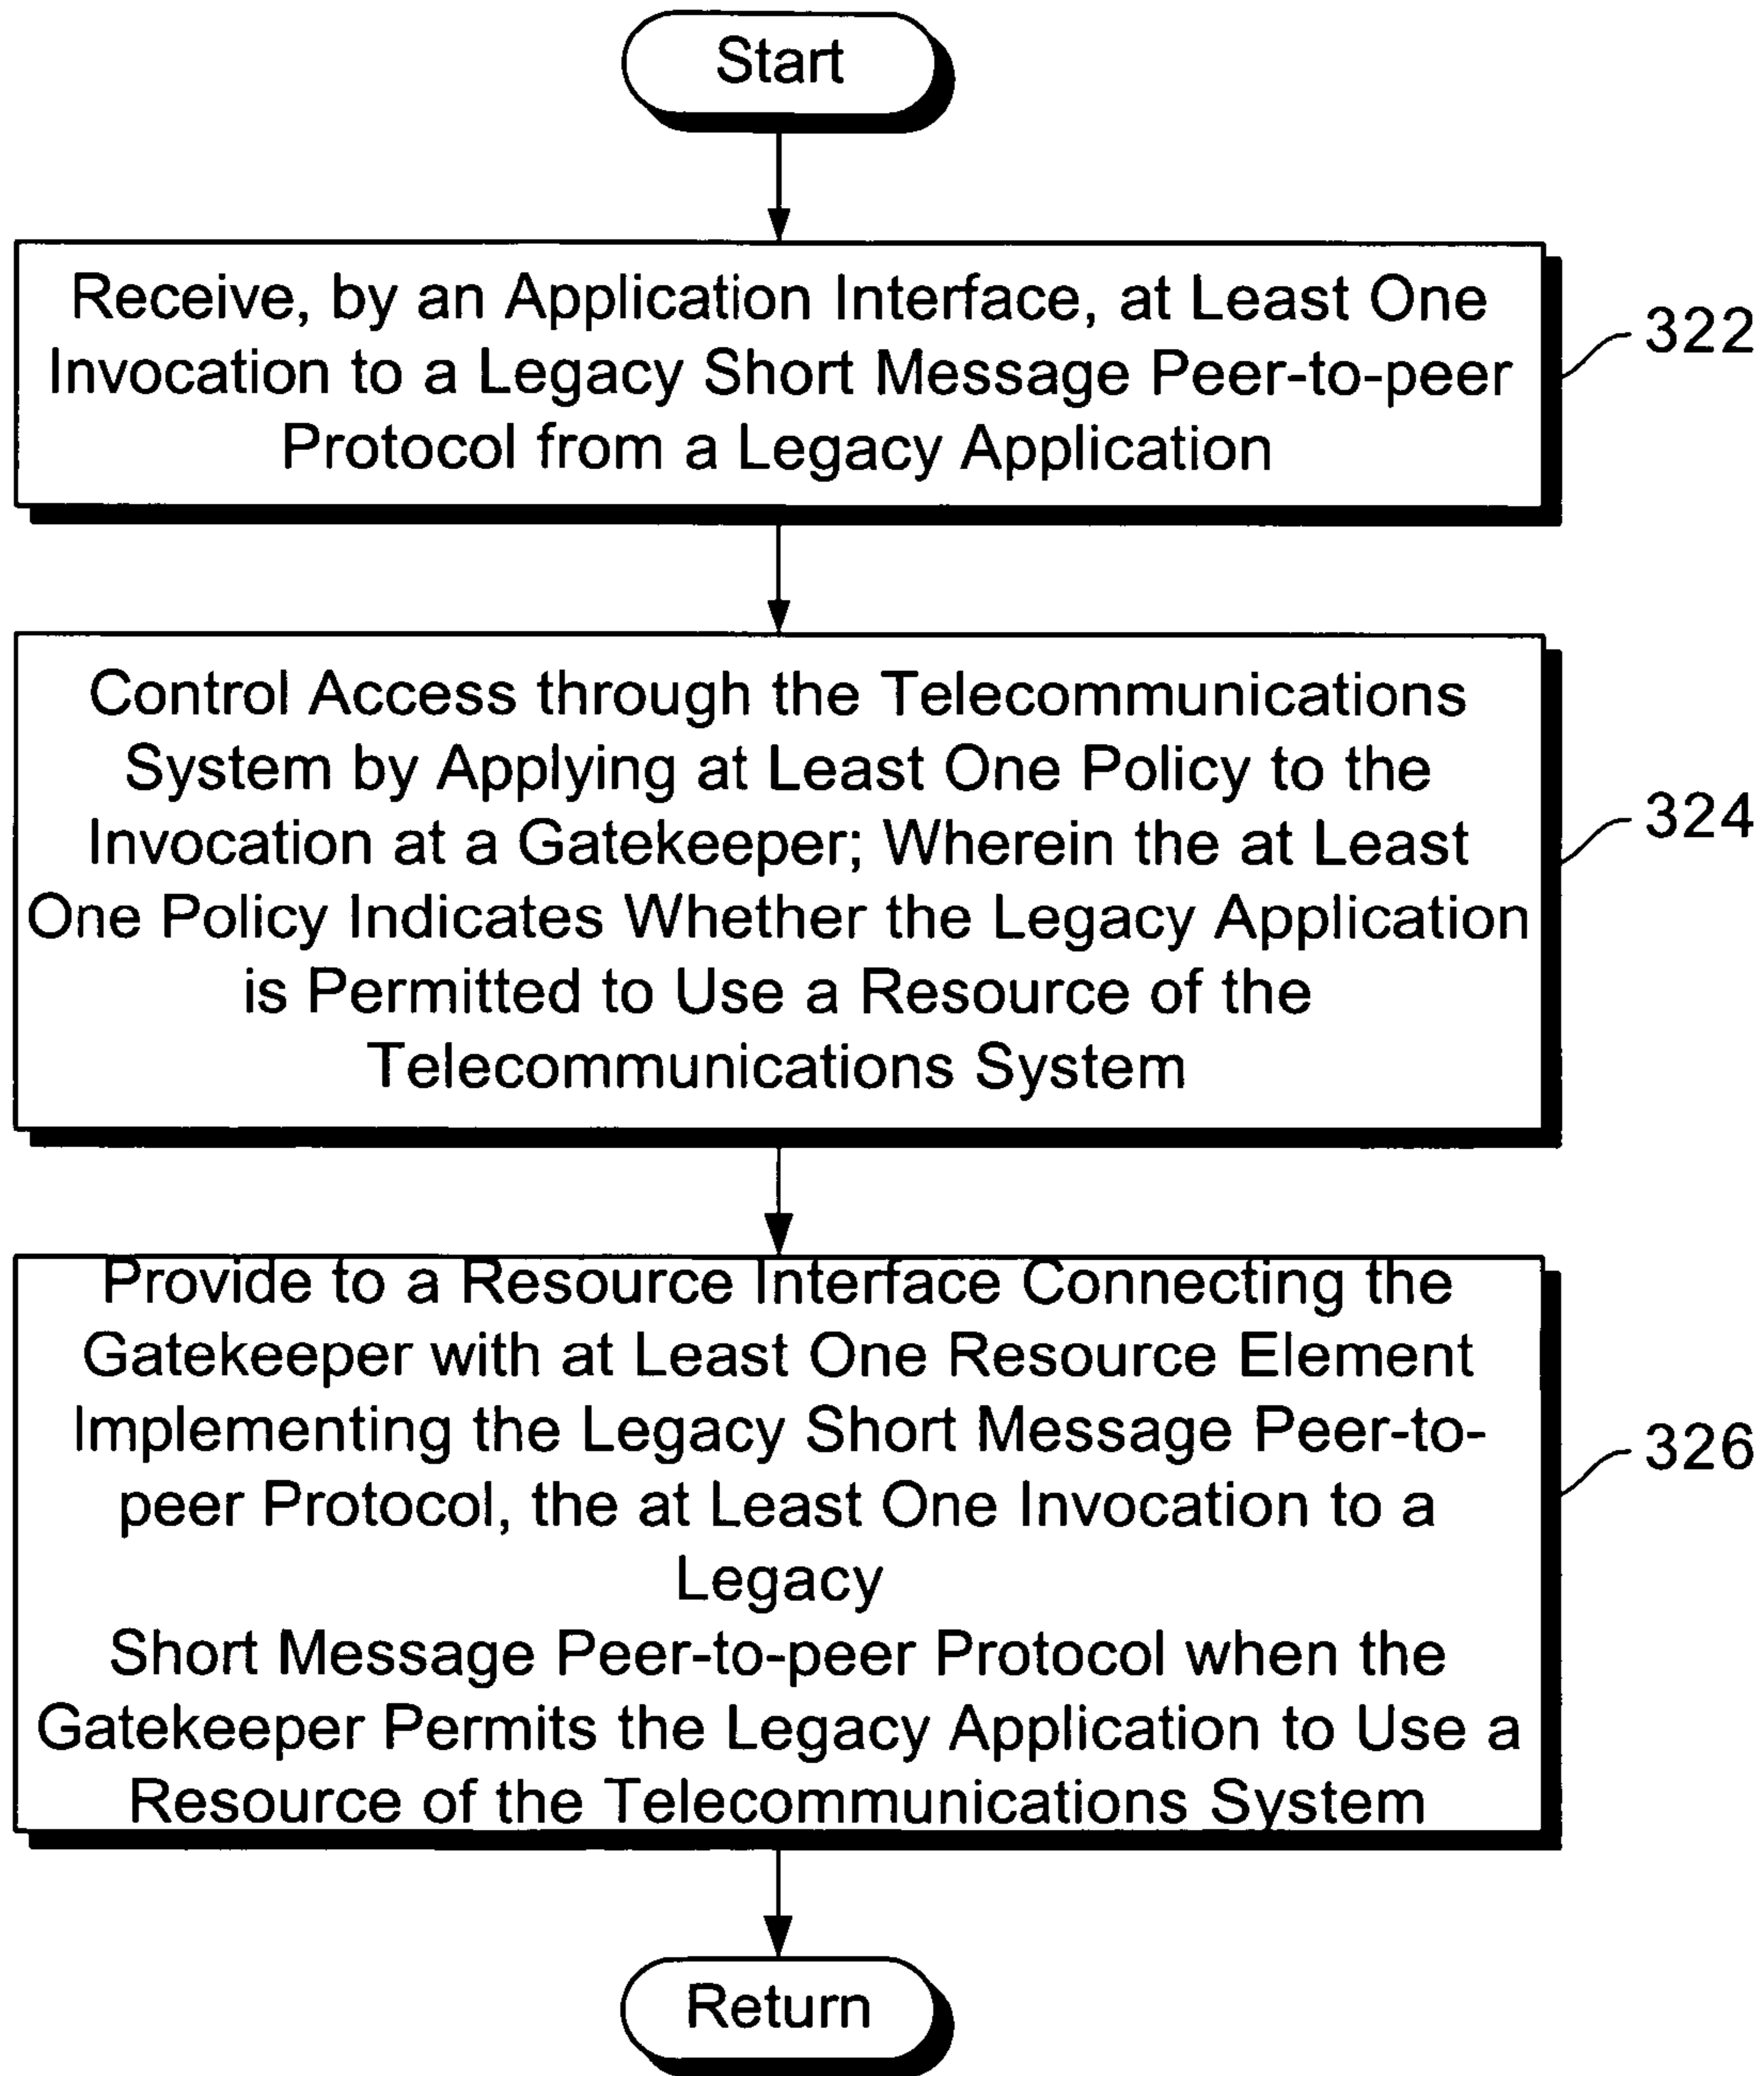 Start
Receive, by an Application Interface, at Least One
Invocation to a Legacy Short Message Peer-to-peer
Protocol from a Legacy Application
322
Control Access through the Telecommunications
System by Applying at Least One Policy to the
Invocation at a Gatekeeper; Wherein the at Least
One Policy Indicates Whether the Legacy Application
is Permitted to Use a Resource of the
Telecommunications System
324
Provide to a Resource Interface Connecting the
Gatekeeper with at Least One Resource Element
Implementing the Legacy Short Message Peer-to-
peer Protocol, the at Least One Invocation to a
Legacy
Short Message Peer-to-peer Protocol when the
Gatekeeper Permits the Legacy Application to Use a
Resource of the Telecommunications System
326
Return